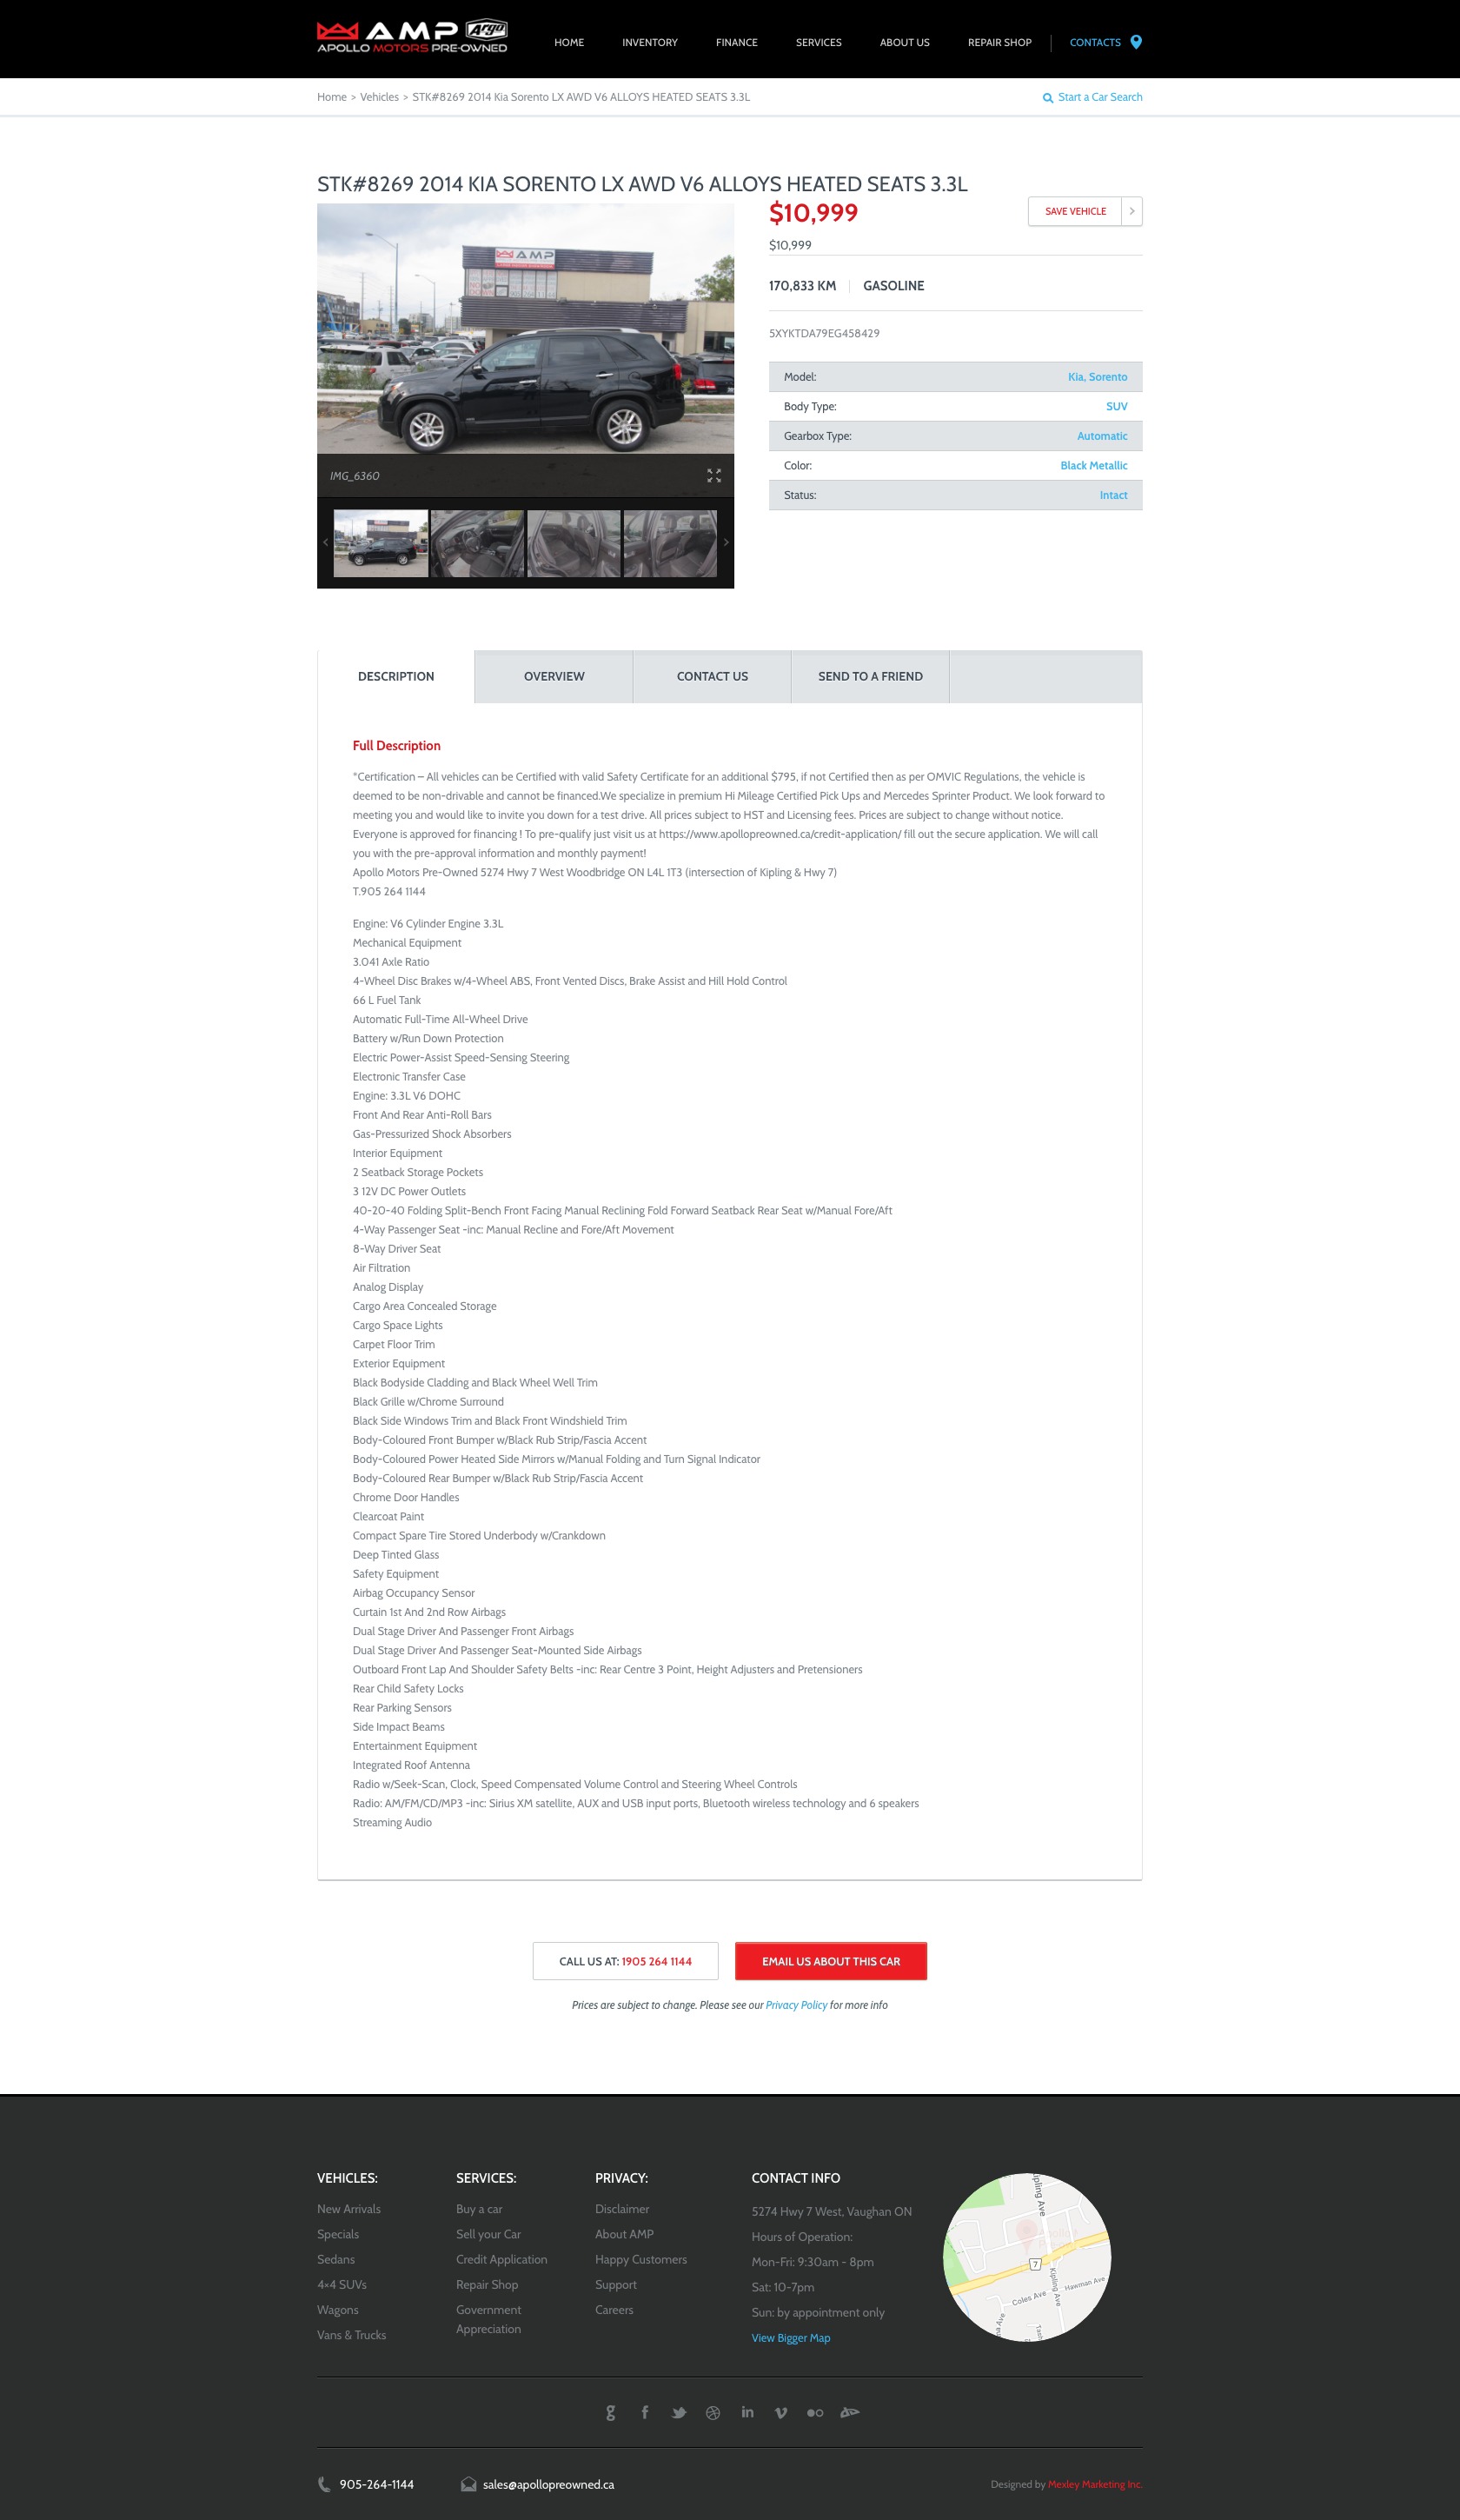 AMP Argo
APOLLO MOTORS PRE-OWNED
HOME INVENTORY FINANCE SERVICES ABOUT US REPAIR SHOP CONTACTS
Home > Vehicles > STK#8269 2014 Kia Sorento LX AWD V6 ALLOYS HEATED SEATS 3.3L Start a Car Search
STK#8269 2014 KIA SORENTO LX AWD V6 ALLOYS HEATED SEATS 3.3L
AMP
$10,999 SAVE VEHICLE
$10,999
170,833 KM GASOLINE
5XYKTDA79EG458429
Model: Kia, Sorento
Body Type: SUV
Gearbox Type: Automatic
Color: Black Metallic
Status: Intact
IMG_6360
DESCRIPTION OVERVIEW CONTACT US SEND TO A FRIEND
Full Description
*Certification – All vehicles can be Certified with valid Safety Certificate for an additional $795, if not Certified then as per OMVIC Regulations, the vehicle is
deemed to be non-drivable and cannot be financed.We specialize in premium Hi Mileage Certified Pick Ups and Mercedes Sprinter Product. We look forward to
meeting you and would like to invite you down for a test drive. All prices subject to HST and Licensing fees. Prices are subject to change without notice.
Everyone is approved for financing ! To pre-qualify just visit us at https://www.apollopreowned.ca/credit-application/ fill out the secure application. We will call
you with the pre-approval information and monthly payment!
Apollo Motors Pre-Owned 5274 Hwy 7 West Woodbridge ON L4L 1T3 (intersection of Kipling & Hwy 7)
T.905 264 1144
Engine: V6 Cylinder Engine 3.3L
Mechanical Equipment
3.041 Axle Ratio
4-Wheel Disc Brakes w/4-Wheel ABS, Front Vented Discs, Brake Assist and Hill Hold Control
66 L Fuel Tank
Automatic Full-Time All-Wheel Drive
Battery w/Run Down Protection
Electric Power-Assist Speed-Sensing Steering
Electronic Transfer Case
Engine: 3.3L V6 DOHC
Front And Rear Anti-Roll Bars
Gas-Pressurized Shock Absorbers
Interior Equipment
2 Seatback Storage Pockets
3 12V DC Power Outlets
40-20-40 Folding Split-Bench Front Facing Manual Reclining Fold Forward Seatback Rear Seat w/Manual Fore/Aft
4-Way Passenger Seat -inc: Manual Recline and Fore/Aft Movement
8-Way Driver Seat
Air Filtration
Analog Display
Cargo Area Concealed Storage
Cargo Space Lights
Carpet Floor Trim
Exterior Equipment
Black Bodyside Cladding and Black Wheel Well Trim
Black Grille w/Chrome Surround
Black Side Windows Trim and Black Front Windshield Trim
Body-Coloured Front Bumper w/Black Rub Strip/Fascia Accent
Body-Coloured Power Heated Side Mirrors w/Manual Folding and Turn Signal Indicator
Body-Coloured Rear Bumper w/Black Rub Strip/Fascia Accent
Chrome Door Handles
Clearcoat Paint
Compact Spare Tire Stored Underbody w/Crankdown
Deep Tinted Glass
Safety Equipment
Airbag Occupancy Sensor
Curtain 1st And 2nd Row Airbags
Dual Stage Driver And Passenger Front Airbags
Dual Stage Driver And Passenger Seat-Mounted Side Airbags
Outboard Front Lap And Shoulder Safety Belts -inc: Rear Centre 3 Point, Height Adjusters and Pretensioners
Rear Child Safety Locks
Rear Parking Sensors
Side Impact Beams
Entertainment Equipment
Integrated Roof Antenna
Radio w/Seek-Scan, Clock, Speed Compensated Volume Control and Steering Wheel Controls
Radio: AM/FM/CD/MP3 -inc: Sirius XM satellite, AUX and USB input ports, Bluetooth wireless technology and 6 speakers
Streaming Audio
CALL US AT: 1905 264 1144 EMAIL US ABOUT THIS CAR
Prices are subject to change. Please see our Privacy Policy for more info
VEHICLES:
New Arrivals
Specials
Sedans
4×4 SUVs
Wagons
Vans & Trucks
SERVICES:
Buy a car
Sell your Car
Credit Application
Repair Shop
Government
Appreciation
PRIVACY:
Disclaimer
About AMP
Happy Customers
Support
Careers
CONTACT INFO
5274 Hwy 7 West, Vaughan ON
Hours of Operation:
Mon-Fri: 9:30am - 8pm
Sat: 10-7pm
Sun: by appointment only
View Bigger Map
7
Kipling Ave
Coles Ave
Hawman Ave
905-264-1144 sales@apollopreowned.ca Designed by Mexley Marketing Inc.